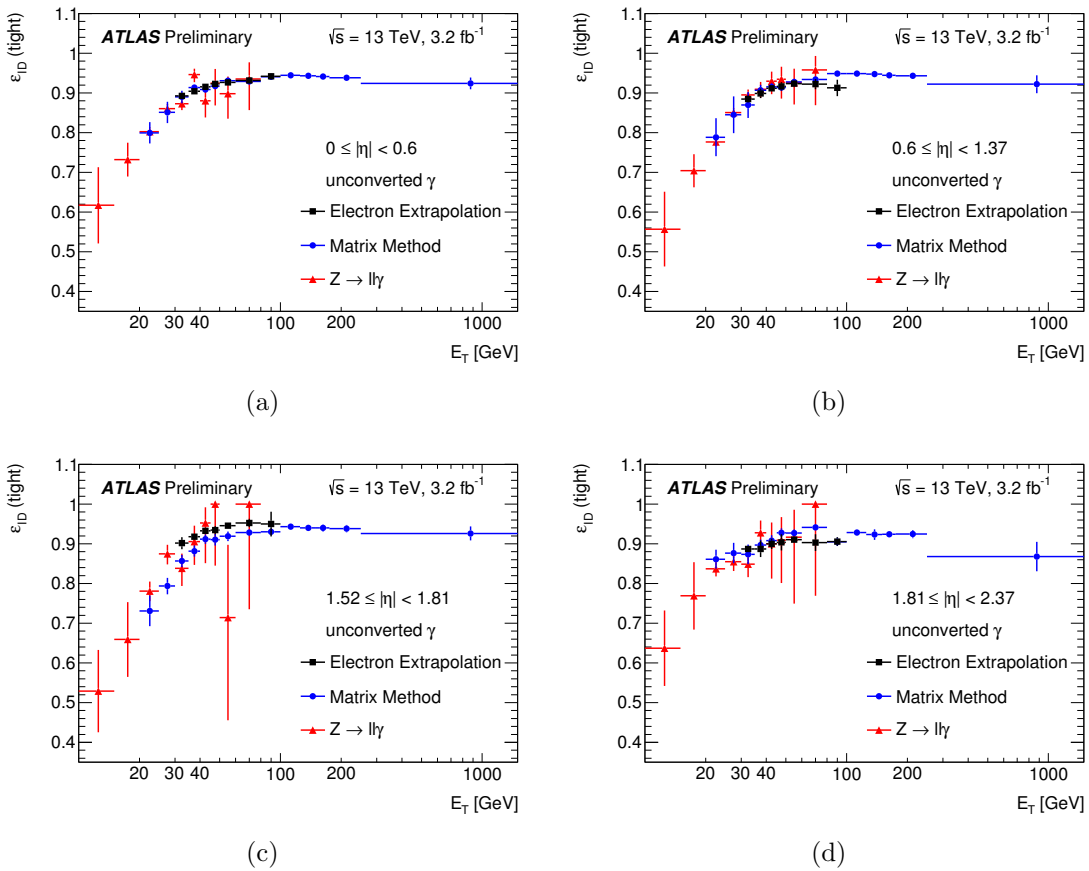 ε_ID (tight)
ATLAS Preliminary
√s = 13 TeV, 3.2 fb⁻¹
1.1
1
0.9
0.8
0.7
0.6
0.5
0.4
0 ≤ |η| < 0.6
unconverted γ
Electron Extrapolation
Matrix Method
Z → llγ
20 30 40 100 200 1000
E_T [GeV]
(a)
ε_ID (tight)
ATLAS Preliminary
√s = 13 TeV, 3.2 fb⁻¹
1.1
1
0.9
0.8
0.7
0.6
0.5
0.4
0.6 ≤ |η| < 1.37
unconverted γ
Electron Extrapolation
Matrix Method
Z → llγ
20 30 40 100 200 1000
E_T [GeV]
(b)
ε_ID (tight)
ATLAS Preliminary
√s = 13 TeV, 3.2 fb⁻¹
1.1
1
0.9
0.8
0.7
0.6
0.5
0.4
1.52 ≤ |η| < 1.81
unconverted γ
Electron Extrapolation
Matrix Method
Z → llγ
20 30 40 100 200 1000
E_T [GeV]
(c)
ε_ID (tight)
ATLAS Preliminary
√s = 13 TeV, 3.2 fb⁻¹
1.1
1
0.9
0.8
0.7
0.6
0.5
0.4
1.81 ≤ |η| < 2.37
unconverted γ
Electron Extrapolation
Matrix Method
Z → llγ
20 30 40 100 200 1000
E_T [GeV]
(d)